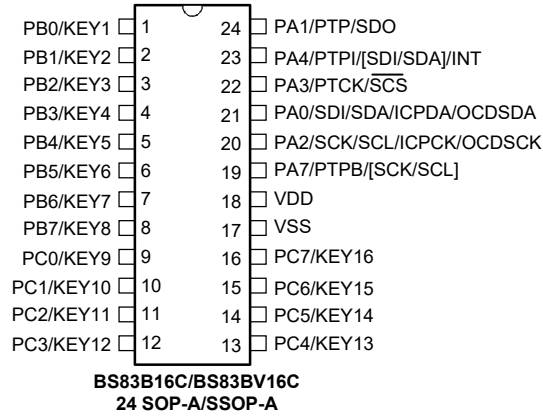 PB0/KEY1 1 24 PA1/PTP/SDO
PB1/KEY2 2 23 PA4/PTPI/[SDI/SDA]/INT
PB2/KEY3 3 22 PA3/PTCK/SCS
PB3/KEY4 4 21 PA0/SDI/SDA/ICPDA/OCDSDA
PB4/KEY5 5 20 PA2/SCK/SCL/ICPCK/OCDSCK
PB5/KEY6 6 19 PA7/PTPB/[SCK/SCL]
PB6/KEY7 7 18 VDD
PB7/KEY8 8 17 VSS
PC0/KEY9 9 16 PC7/KEY16
PC1/KEY10 10 15 PC6/KEY15
PC2/KEY11 11 14 PC5/KEY14
PC3/KEY12 12 13 PC4/KEY13
BS83B16C/BS83BV16C
24 SOP-A/SSOP-A